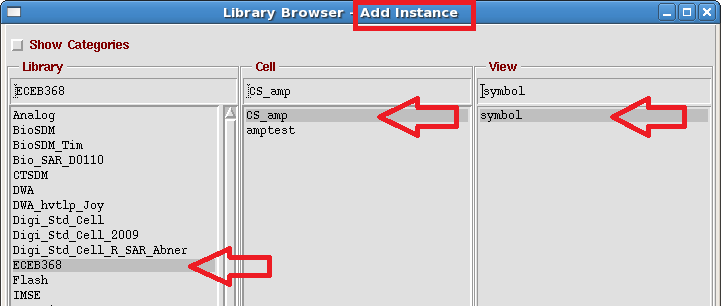 Library Browser - Add Instance
Show Categories
Library
Cell
View
ECEB368
CS_amp
symbol
Analog
BioSDM
BioSDM_Tim
Bio_SAR_D0110
CTSDM
DWA
DWA_hvtlp_Joy
Digi_Std_Cell
Digi_Std_Cell_2009
Digi_Std_Cell_R_SAR_Abner
ECEB368
Flash
IMSE
CS_amp
amptest
symbol